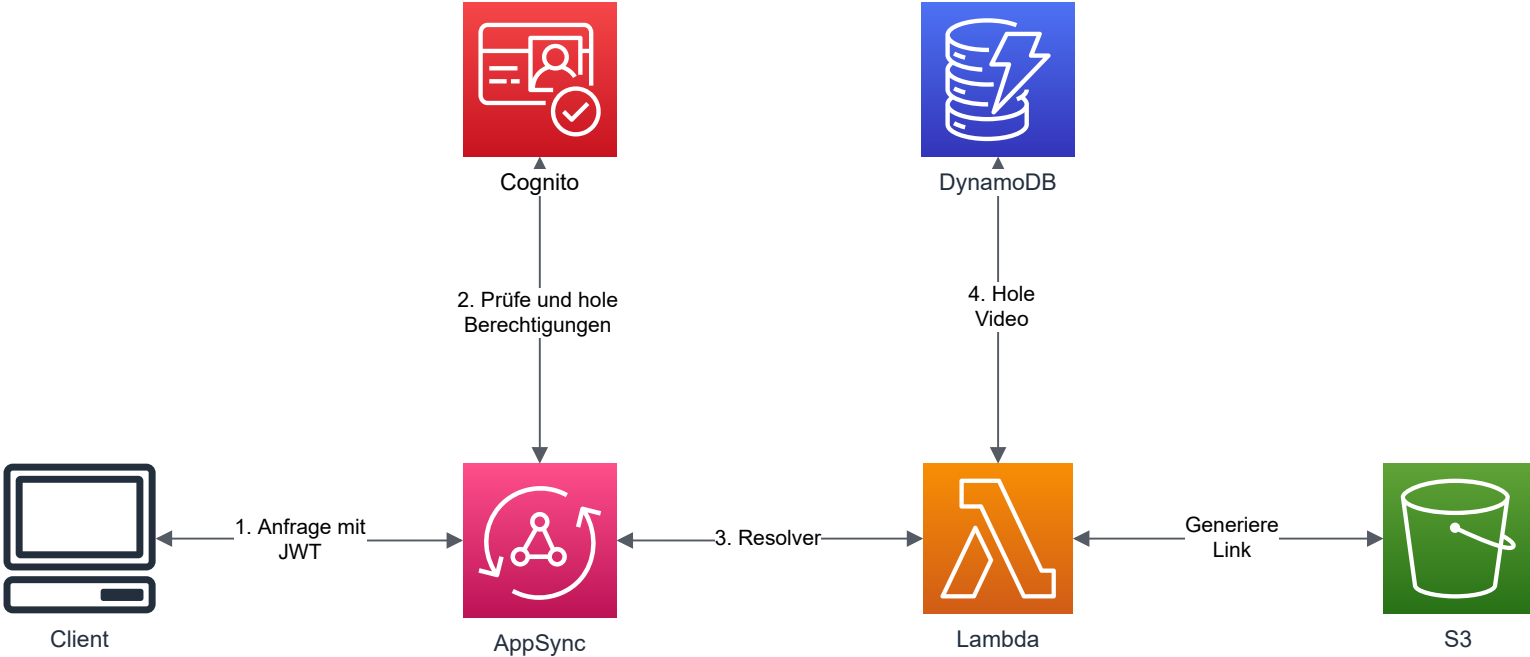 Cognito
DynamoDB
2. Prüfe und hole
Berechtigungen
4. Hole
Video
1. Anfrage mit
JWT
3. Resolver
Generiere
Link
Client
AppSync
Lambda
S3